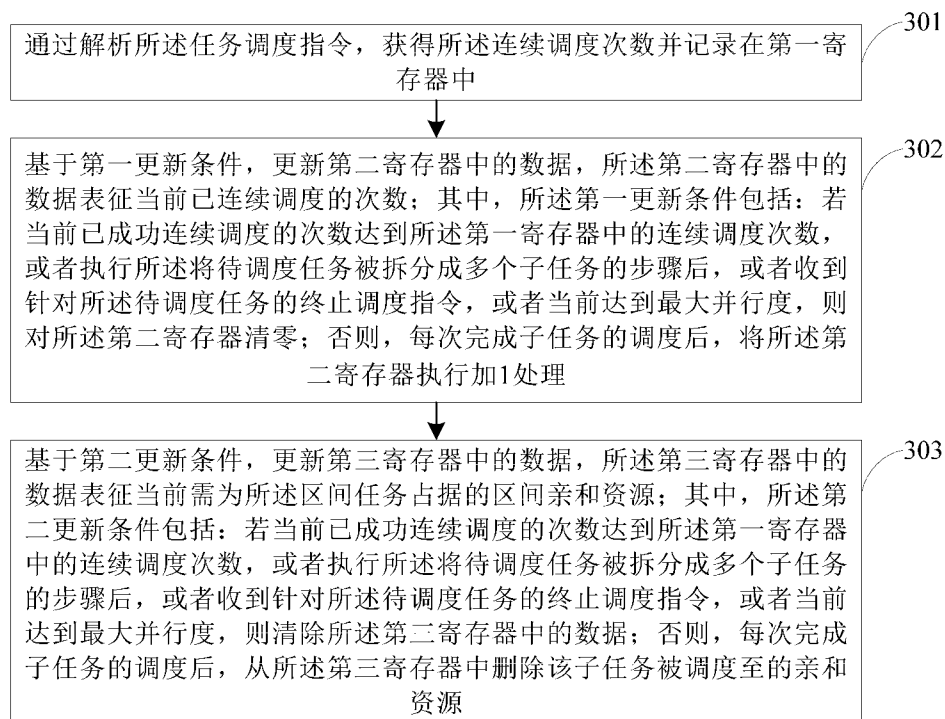 通过解析所述任务调度指令，获得所述连续调度次数并记录在第一寄
存器中
301
基于第一更新条件，更新第二寄存器中的数据，所述第二寄存器中的
数据表征当前已连续调度的次数；其中，所述第一更新条件包括：若
当前已成功连续调度的次数达到所述第一寄存器中的连续调度次数，
或者执行所述将待调度任务被拆分成多个子任务的步骤后，或者收到
针对所述待调度任务的终止调度指令，或者当前达到最大并行度，则
对所述第二寄存器清零；否则，每次完成子任务的调度后，将所述第
二寄存器执行加1处理
302
基于第二更新条件，更新第三寄存器中的数据，所述第三寄存器中的
数据表征当前需为所述区间任务占据的区间亲和资源；其中，所述第
二更新条件包括：若当前已成功连续调度的次数达到所述第一寄存器
中的连续调度次数，或者执行所述将待调度任务被拆分成多个子任务
的步骤后，或者收到针对所述待调度任务的终止调度指令，或者当前
达到最大并行度，则清除所述第三寄存器中的数据；否则，每次完成
子任务的调度后，从所述第三寄存器中删除该子任务被调度至的亲和
资源
303